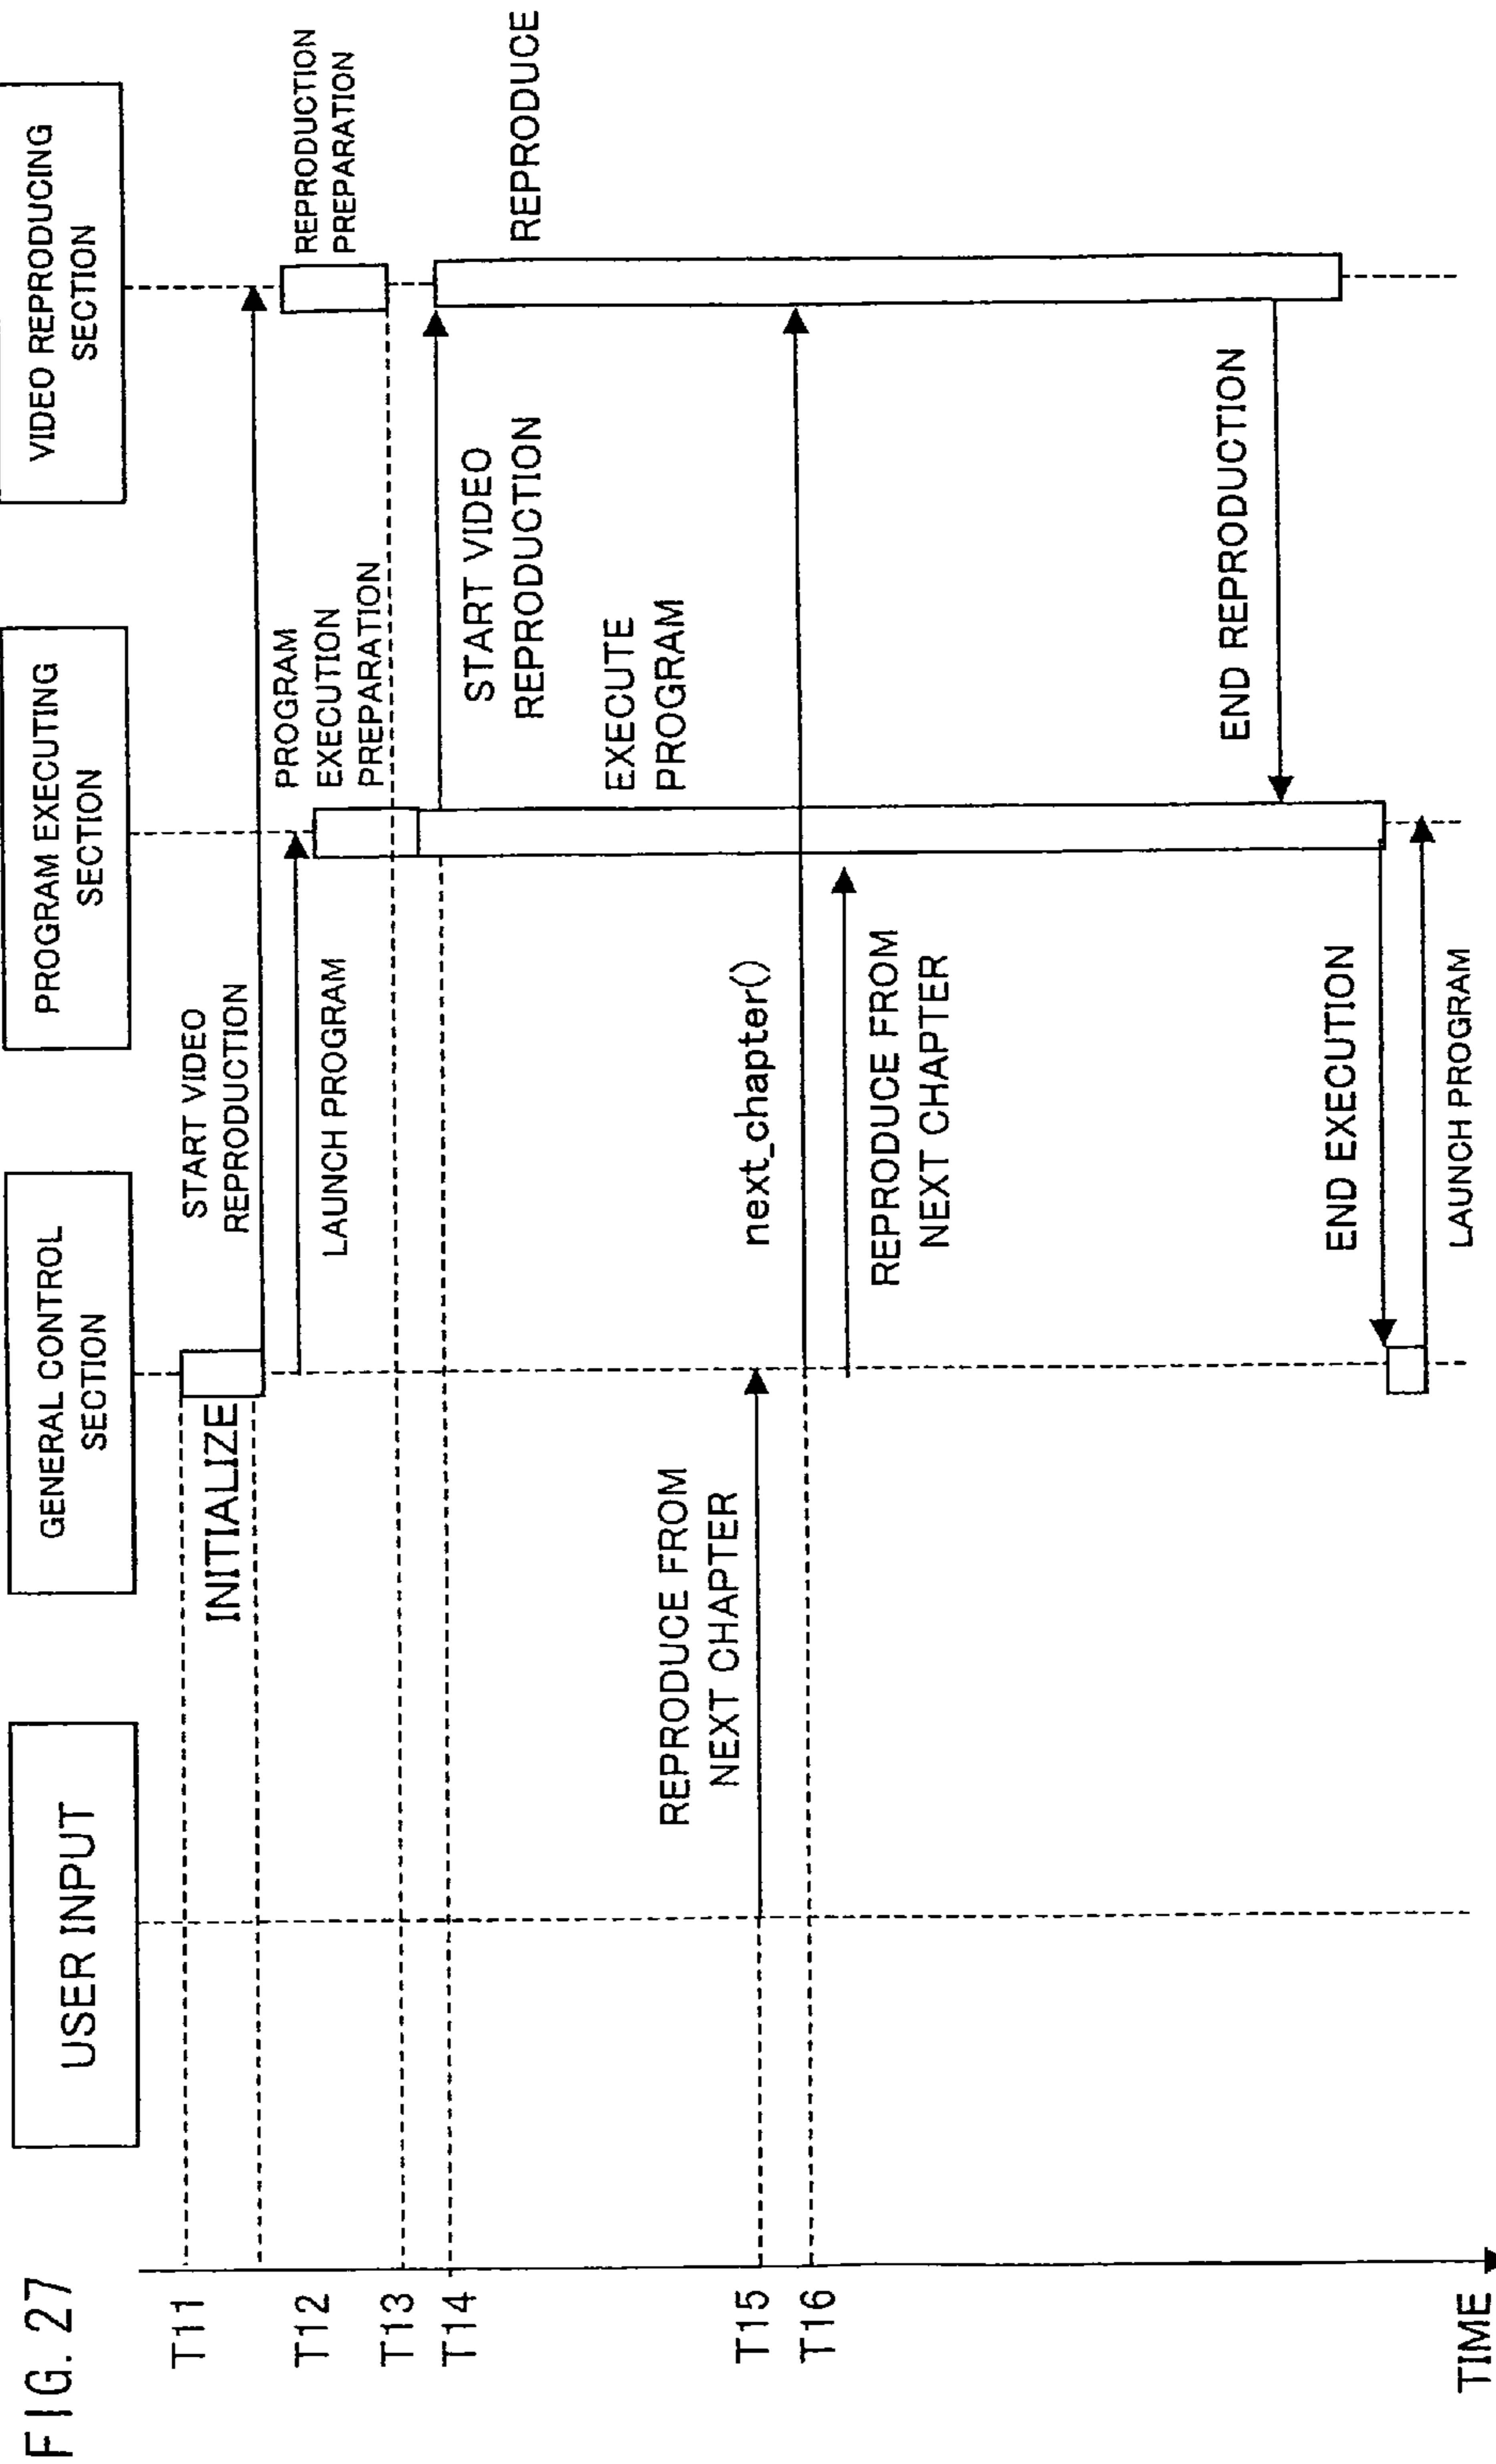 FIG. 27
USER INPUT
GENERAL CONTROL
SECTION
PROGRAM EXECUTING
SECTION
VIDEO REPRODUCING
SECTION
T11
INITIALIZE
START VIDEO
REPRODUCTION
T12
LAUNCH PROGRAM
PROGRAM
EXECUTION
PREPARATION
REPRODUCTION
PREPARATION
T13
T14
START VIDEO
REPRODUCTION
REPRODUCE
EXECUTE
PROGRAM
REPRODUCE FROM
NEXT CHAPTER
T15
next_chapter()
T16
REPRODUCE FROM
NEXT CHAPTER
END REPRODUCTION
END EXECUTION
LAUNCH PROGRAM
TIME